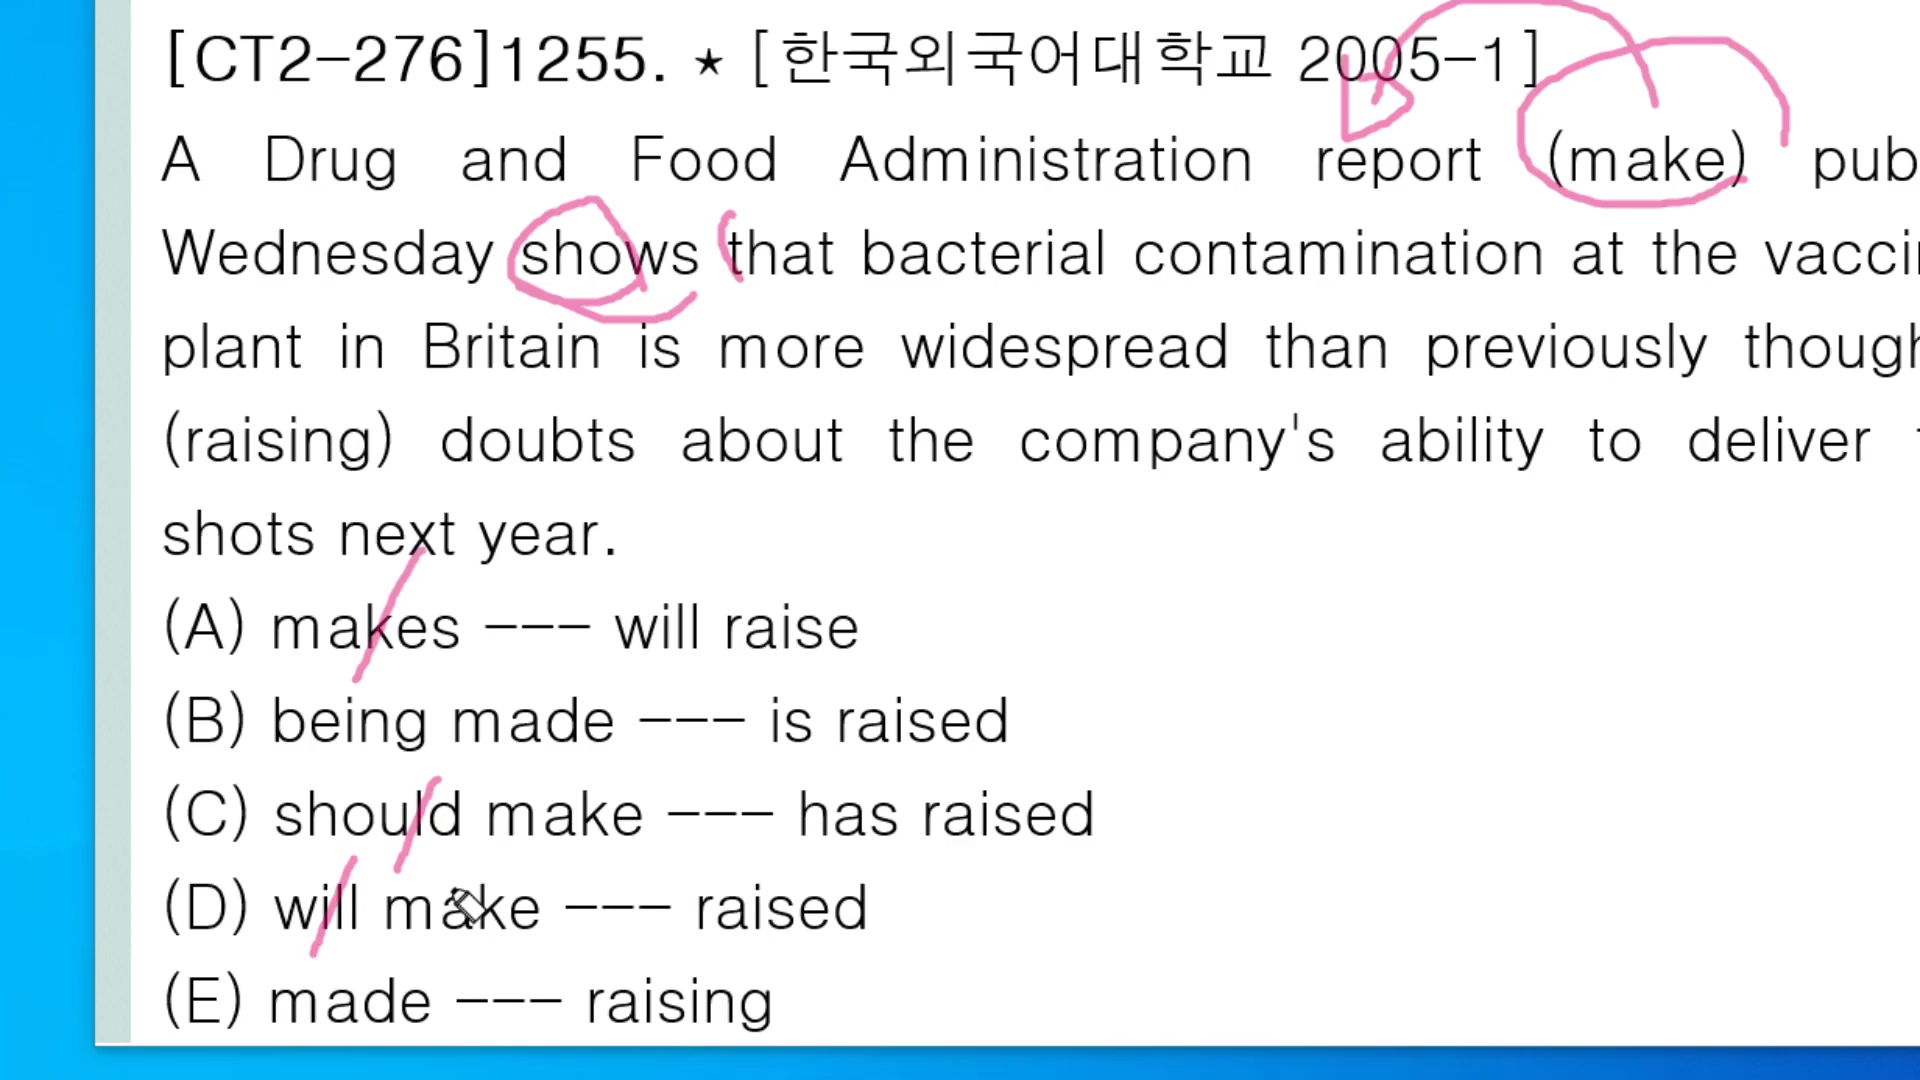 [CT2-276]1255. ★ [한국외국어대학교 2005-1]
A Drug and Food Administration report (make) pub
Wednesday shows that bacterial contamination at the
plant in Britain is more widespread than previously
(raising) doubts about the company's ability to deliver
shots next year.
(A) makes --- will raise
(B) being made --- is raised
(C) should make --- has raised
(D) will make --- raised
(E) made --- raising